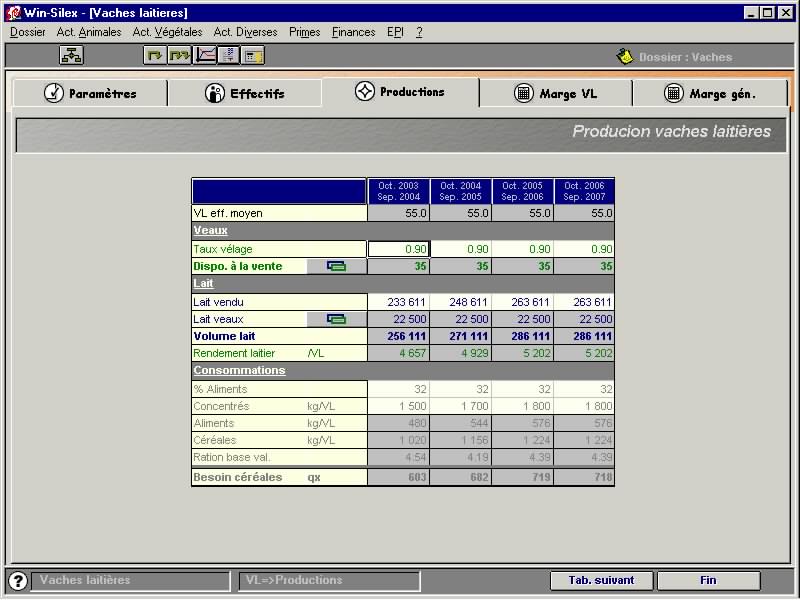 Win-Silex - [Vaches laitieres]
Dossier Act. Animales Act. Végétales Act. Diverses Primes Finances EPI ?
Dossier : Vaches
Paramètres Effectifs Productions Marge VL Marge gén.
Producion vaches laitières
Oct. 2003 Oct. 2004 Oct. 2005 Oct. 2006
Sep. 2004 Sep. 2005 Sep. 2006 Sep. 2007
VL eff. moyen 55.0 55.0 55.0 55.0
Veaux
Taux vélage 0.90 0.90 0.90 0.90
Dispo. à la vente 35 35 35 35
Lait
Lait vendu 233 611 248 611 263 611 263 611
Lait veaux 22 500 22 500 22 500 22 500
Volume lait 256 111 271 111 286 111 286 111
Rendement laitier /VL 4 657 4 929 5 202 5 202
Consommations
% Aliments 32 32 32 32
Concentrés kg/VL 1 500 1 700 1 800 1 800
Aliments kg/VL 480 544 576 576
Céréales kg/VL 1 020 1 156 1 224 1 224
Ration base val. 4.54 4.19 4.39 4.39
Besoin céréales qx 603 682 719 718
? Vaches laitières VL=>Productions Tab. suivant Fin